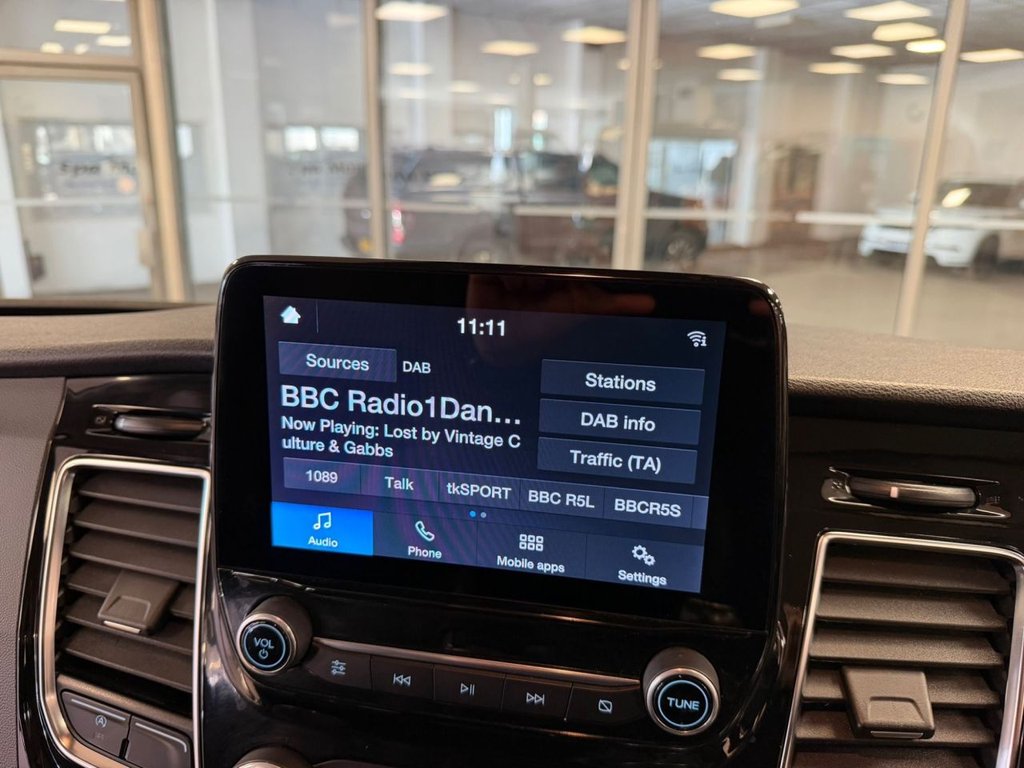 11:11
Sources DAB
Stations
BBC Radio1Dan...
DAB info
Now Playing: Lost by Vintage C
ulture & Gabbs
Traffic (TA)
1089 Talk tkSPORT BBC R5L BBCR5S
Audio Phone Mobile apps Settings
VOL
TUNE
A